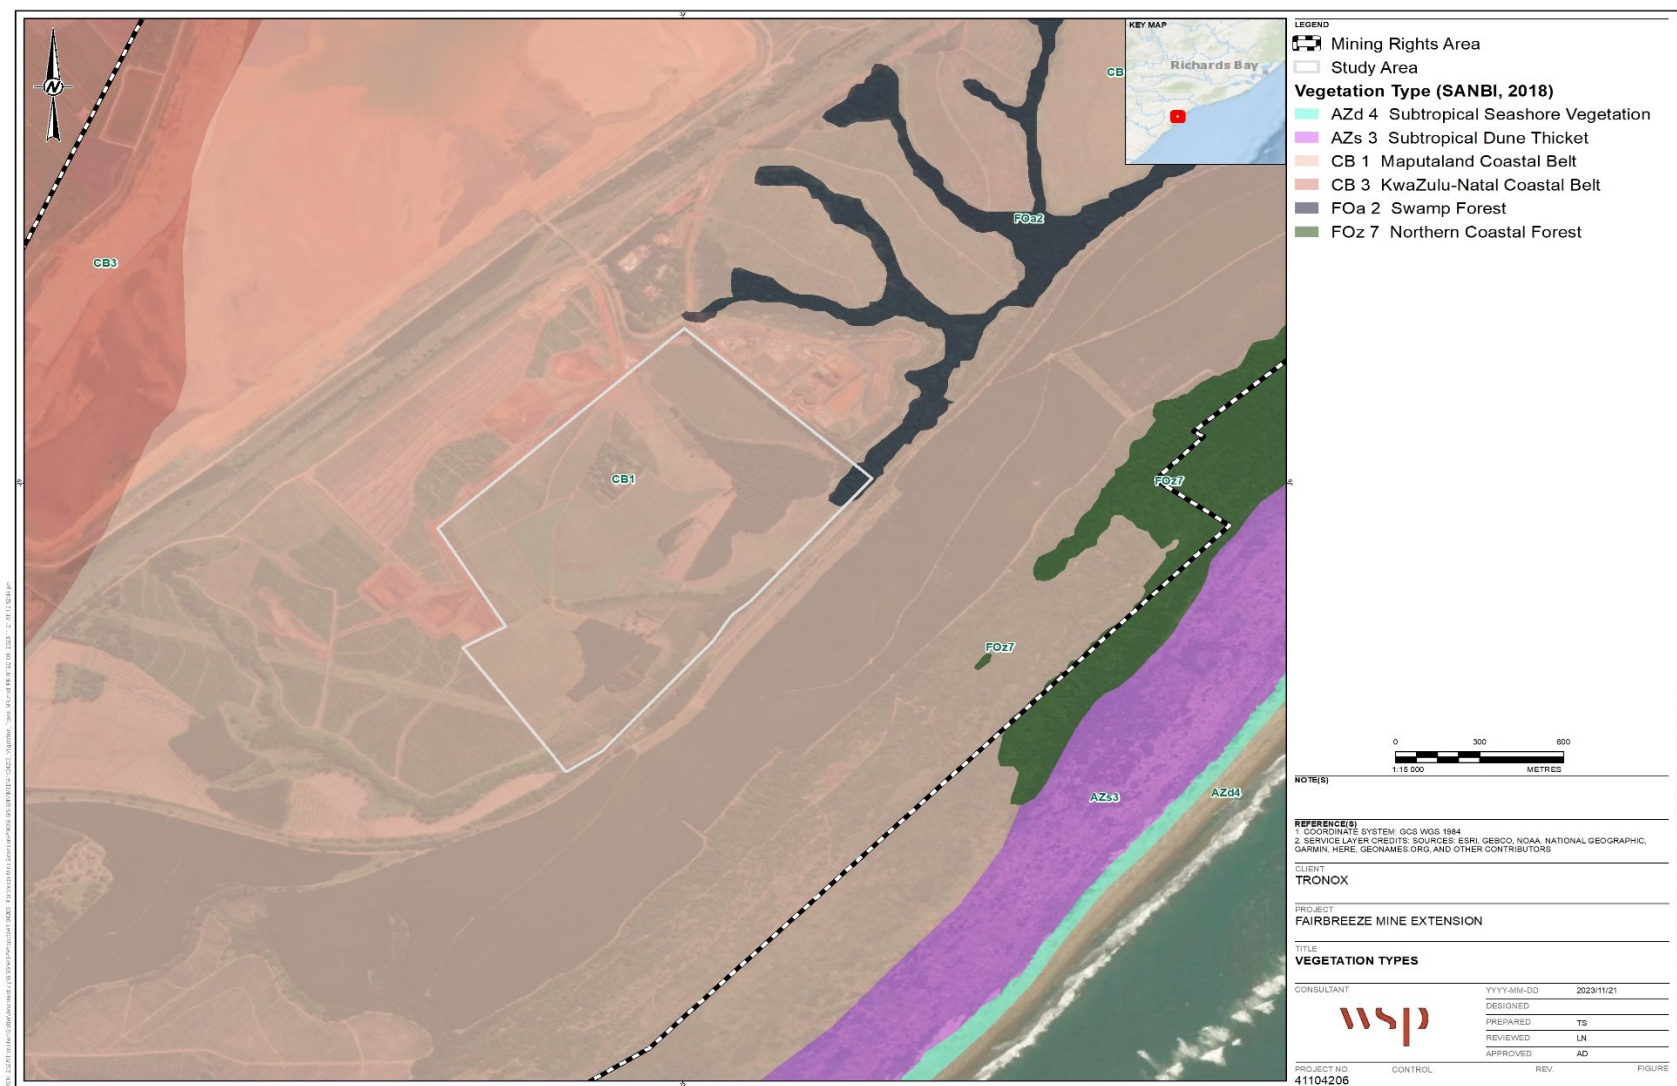 KEY MAP
Richards Bay
N
CB
FOa2
CB3
CB1
FOz7
FOz7
AZs3
AZd4
LEGEND
Mining Rights Area
Study Area
Vegetation Type (SANBI, 2018)
AZd 4 Subtropical Seashore Vegetation
AZs 3 Subtropical Dune Thicket
CB 1 Maputaland Coastal Belt
CB 3 KwaZulu-Natal Coastal Belt
FOa 2 Swamp Forest
FOz 7 Northern Coastal Forest
0 300 600
1:15 000 METRES
NOTE(S)
REFERENCE(S)
1. COORDINATE SYSTEM: GCS WGS 1984
2. SERVICE LAYER CREDITS: SOURCES: ESRI, GEBCO, NOAA, NATIONAL GEOGRAPHIC,
GARMIN, HERE, GEONAMES.ORG, AND OTHER CONTRIBUTORS
CLIENT
TRONOX
PROJECT
FAIRBREEZE MINE EXTENSION
TITLE
VEGETATION TYPES
CONSULTANT
wsp
YYYY-MM-DD 2023/11/21
DESIGNED
PREPARED TS
REVIEWED LN
APPROVED AD
PROJECT NO. CONTROL REV. FIGURE
41104206